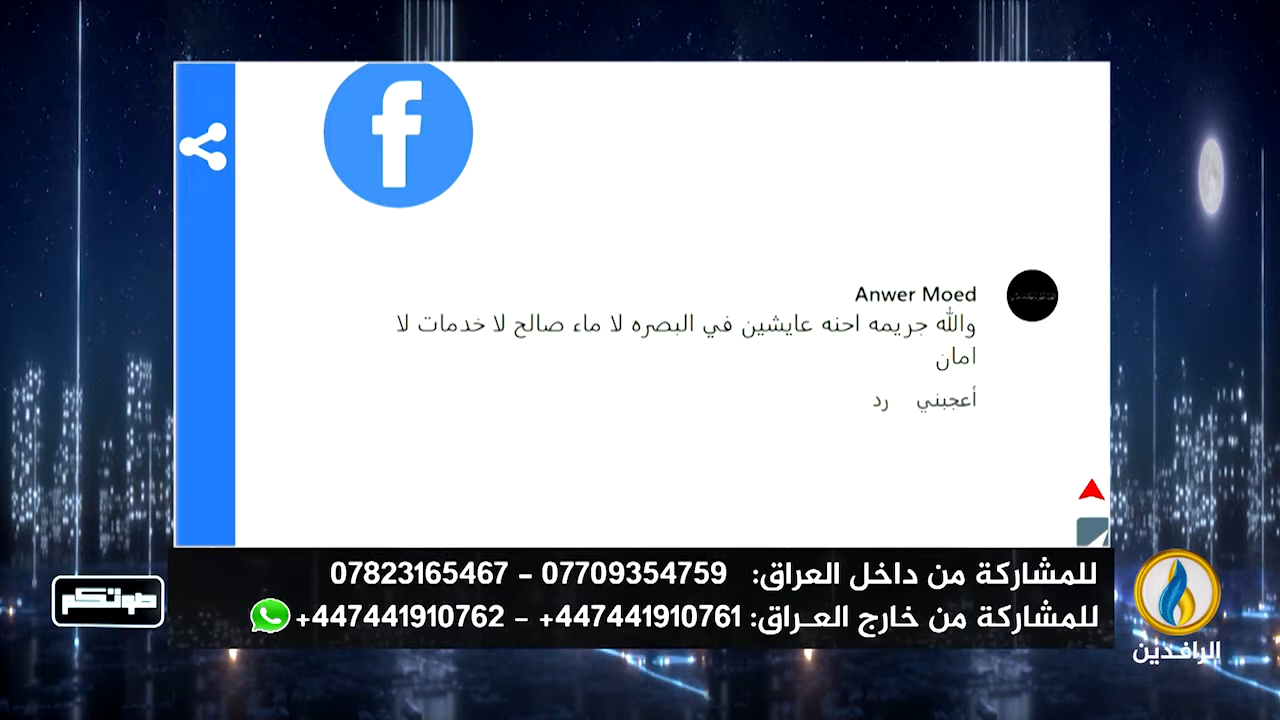 Anwer Moed
والله جريمه احنه عايشين في البصره لا ماء صالح لا خدمات لا
امان
أعجبني رد
للمشاركة من داخل العراق: 07709354759 - 07823165467
للمشاركة من خارج العـراق: 447441910761+ - 447441910762+
صوتكم
الرافدين